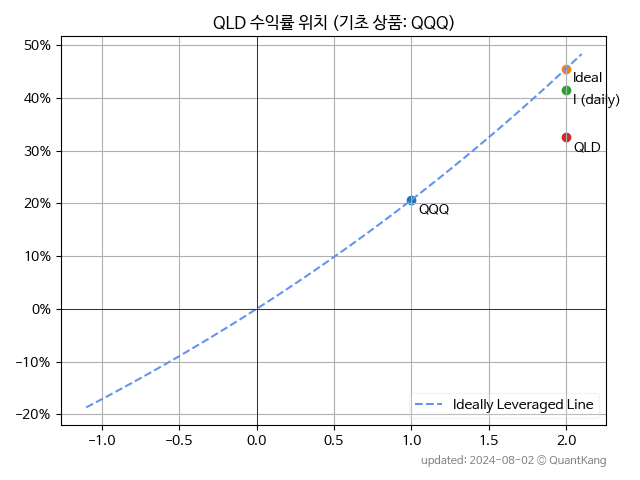 QLD 수익률 위치 (기초 상품: QQQ)
50%
40%
30%
20%
10%
0%
−10%
−20%
Ideal
I (daily)
QLD
QQQ
Ideally Leveraged Line
−1.0 −0.5 0.0 0.5 1.0 1.5 2.0
updated: 2024-08-02 © QuantKang